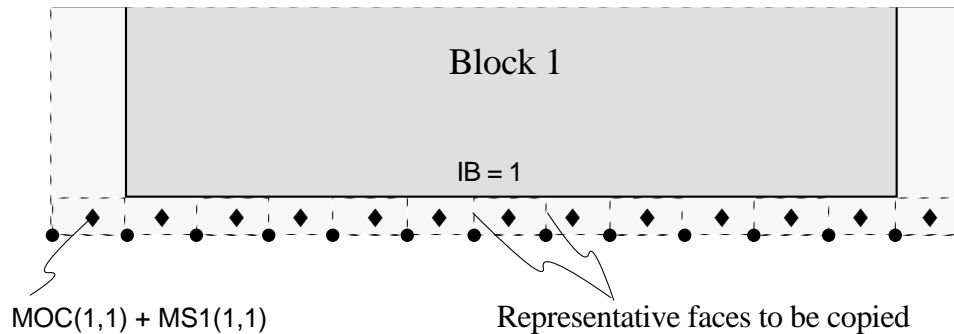 Block 1
IB = 1
MOC(1,1) + MS1(1,1)
Representative faces to be copied